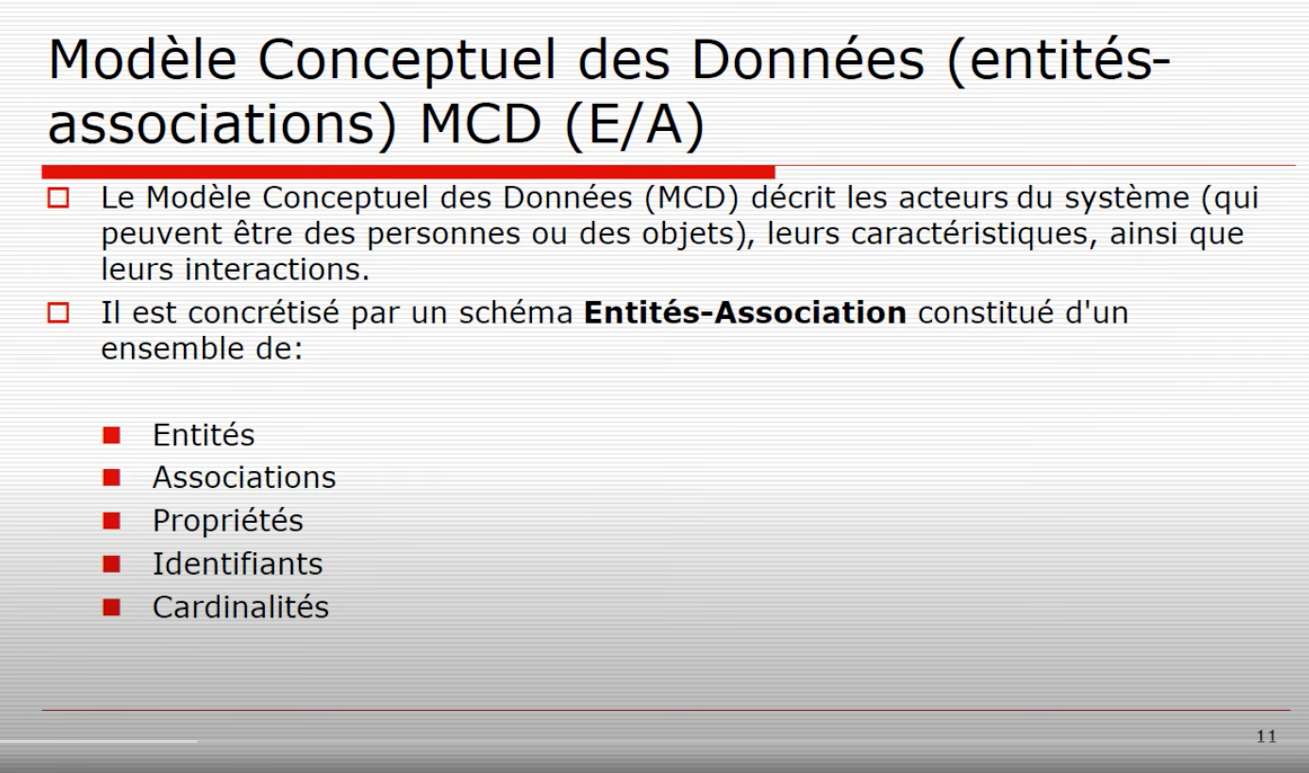 Modèle Conceptuel des Données (entités-
associations) MCD (E/A)
Le Modèle Conceptuel des Données (MCD) décrit les acteurs du système (qui
peuvent être des personnes ou des objets), leurs caractéristiques, ainsi que
leurs interactions.
Il est concrétisé par un schéma Entités-Association constitué d'un
ensemble de:
Entités
Associations
Propriétés
Identifiants
Cardinalités
11